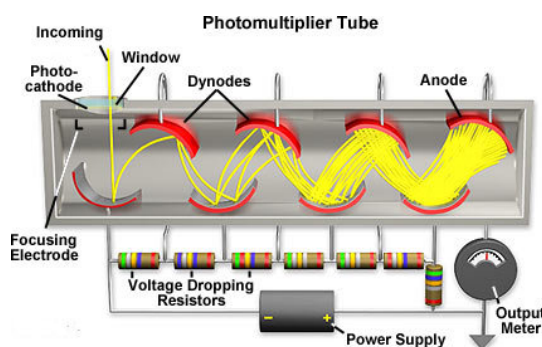 Photomultiplier Tube
Incoming
Window
Photo-
cathode
Dynodes
Anode
Focusing
Electrode
Voltage Dropping
Resistors
Power Supply
Output
Meter